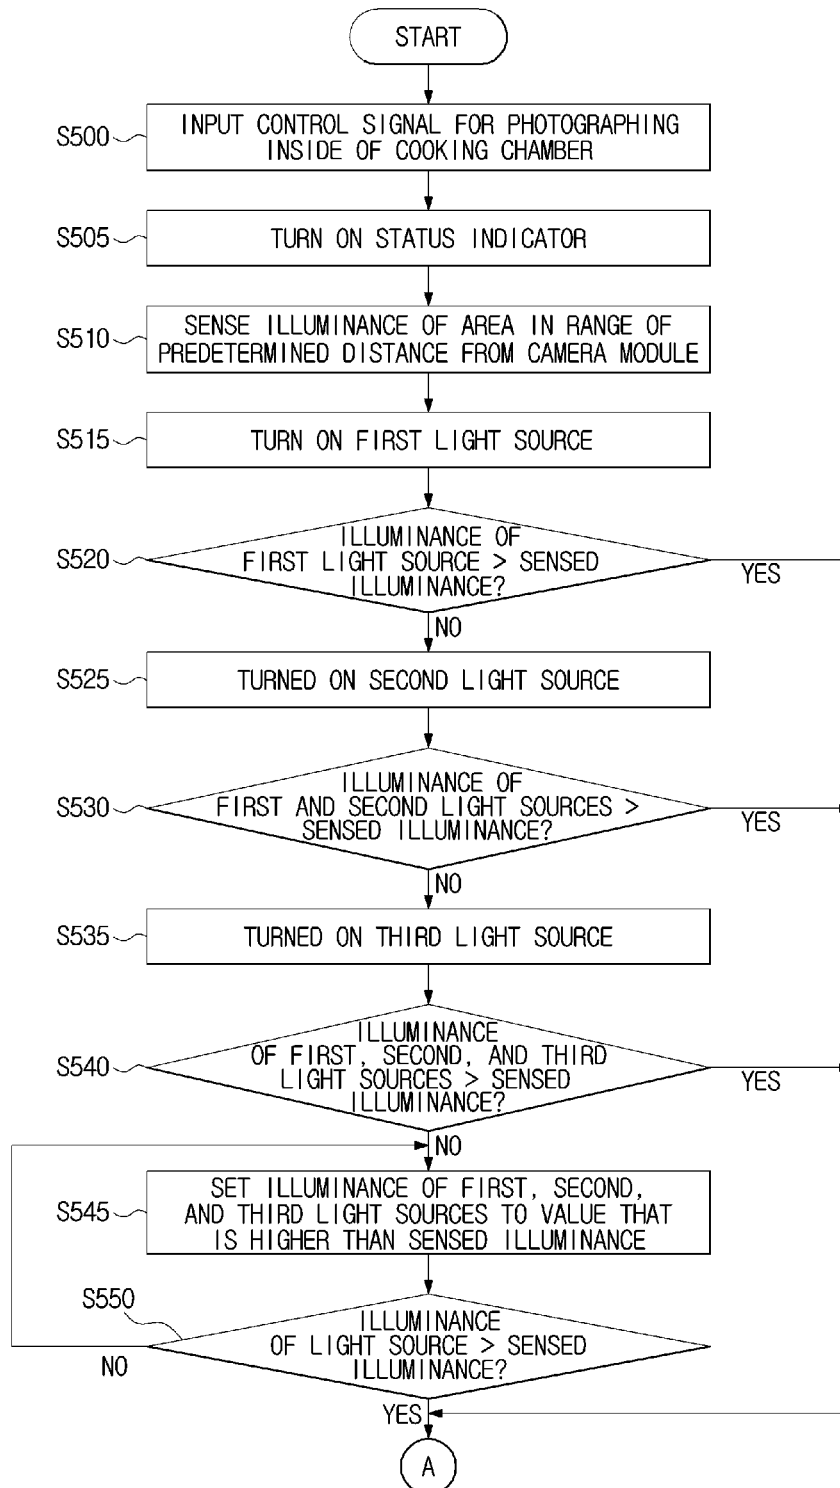 START
S500
INPUT CONTROL SIGNAL FOR PHOTOGRAPHING
INSIDE OF COOKING CHAMBER
S505
TURN ON STATUS INDICATOR
S510
SENSE ILLUMINANCE OF AREA IN RANGE OF
PREDETERMINED DISTANCE FROM CAMERA MODULE
S515
TURN ON FIRST LIGHT SOURCE
S520
ILLUMINANCE OF
FIRST LIGHT SOURCE > SENSED
ILLUMINANCE?
YES
NO
S525
TURNED ON SECOND LIGHT SOURCE
S530
ILLUMINANCE OF
FIRST AND SECOND LIGHT SOURCES >
SENSED ILLUMINANCE?
YES
NO
S535
TURNED ON THIRD LIGHT SOURCE
S540
ILLUMINANCE
OF FIRST, SECOND, AND THIRD
LIGHT SOURCES > SENSED
ILLUMINANCE?
YES
NO
S545
SET ILLUMINANCE OF FIRST, SECOND,
AND THIRD LIGHT SOURCES TO VALUE THAT
IS HIGHER THAN SENSED ILLUMINANCE
S550
ILLUMINANCE
OF LIGHT SOURCE > SENSED
ILLUMINANCE?
NO
YES
A